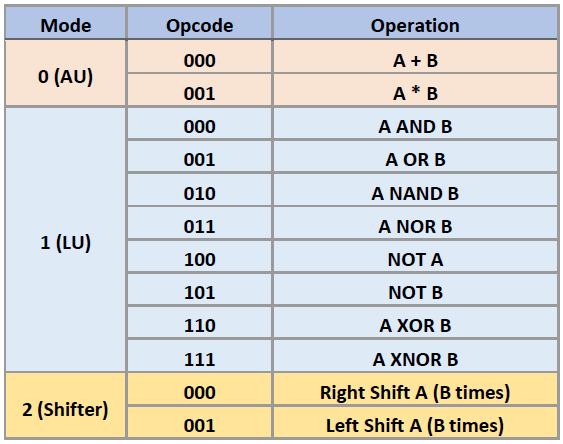 Mode Opcode Operation
0 (AU) 000 A + B
001 A * B
1 (LU) 000 A AND B
001 A OR B
010 A NAND B
011 A NOR B
100 NOT A
101 NOT B
110 A XOR B
111 A XNOR B
2 (Shifter) 000 Right Shift A (B times)
001 Left Shift A (B times)